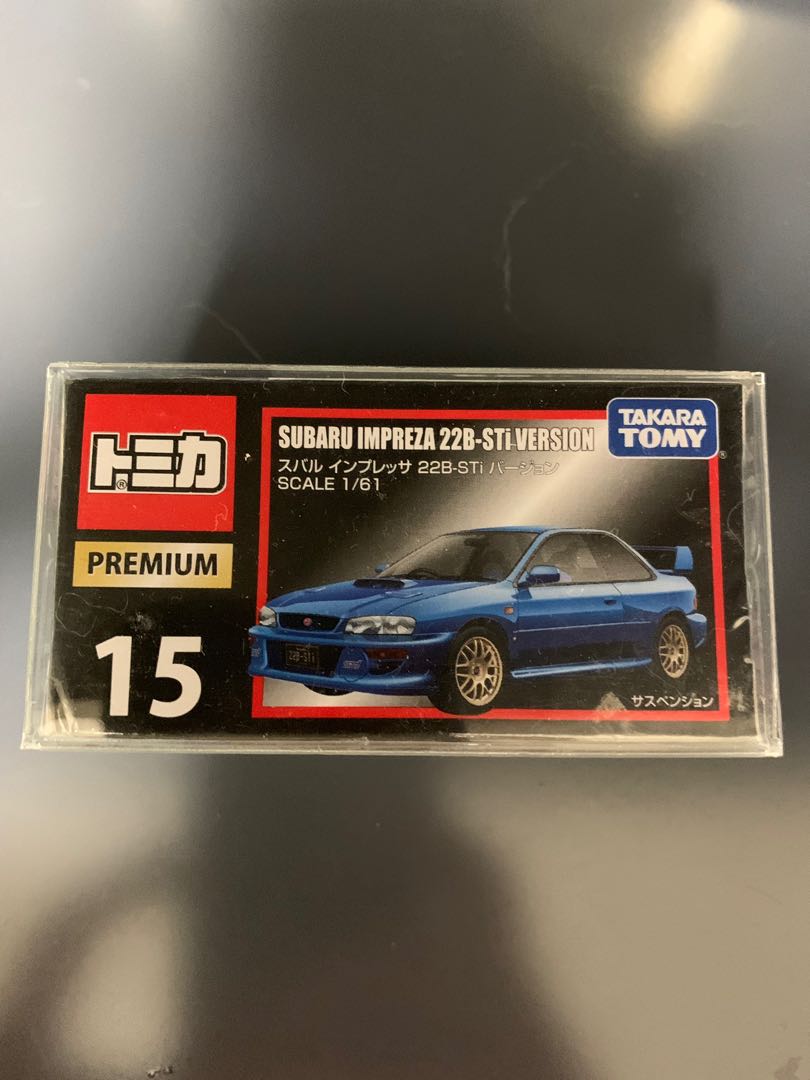 トミカ
®
PREMIUM
15
SUBARU IMPREZA 22B-STi VERSION
スバル インプレッサ 22B-STi バージョン
SCALE 1/61
TAKARA
TOMY
®
22B-STi
サスペンション